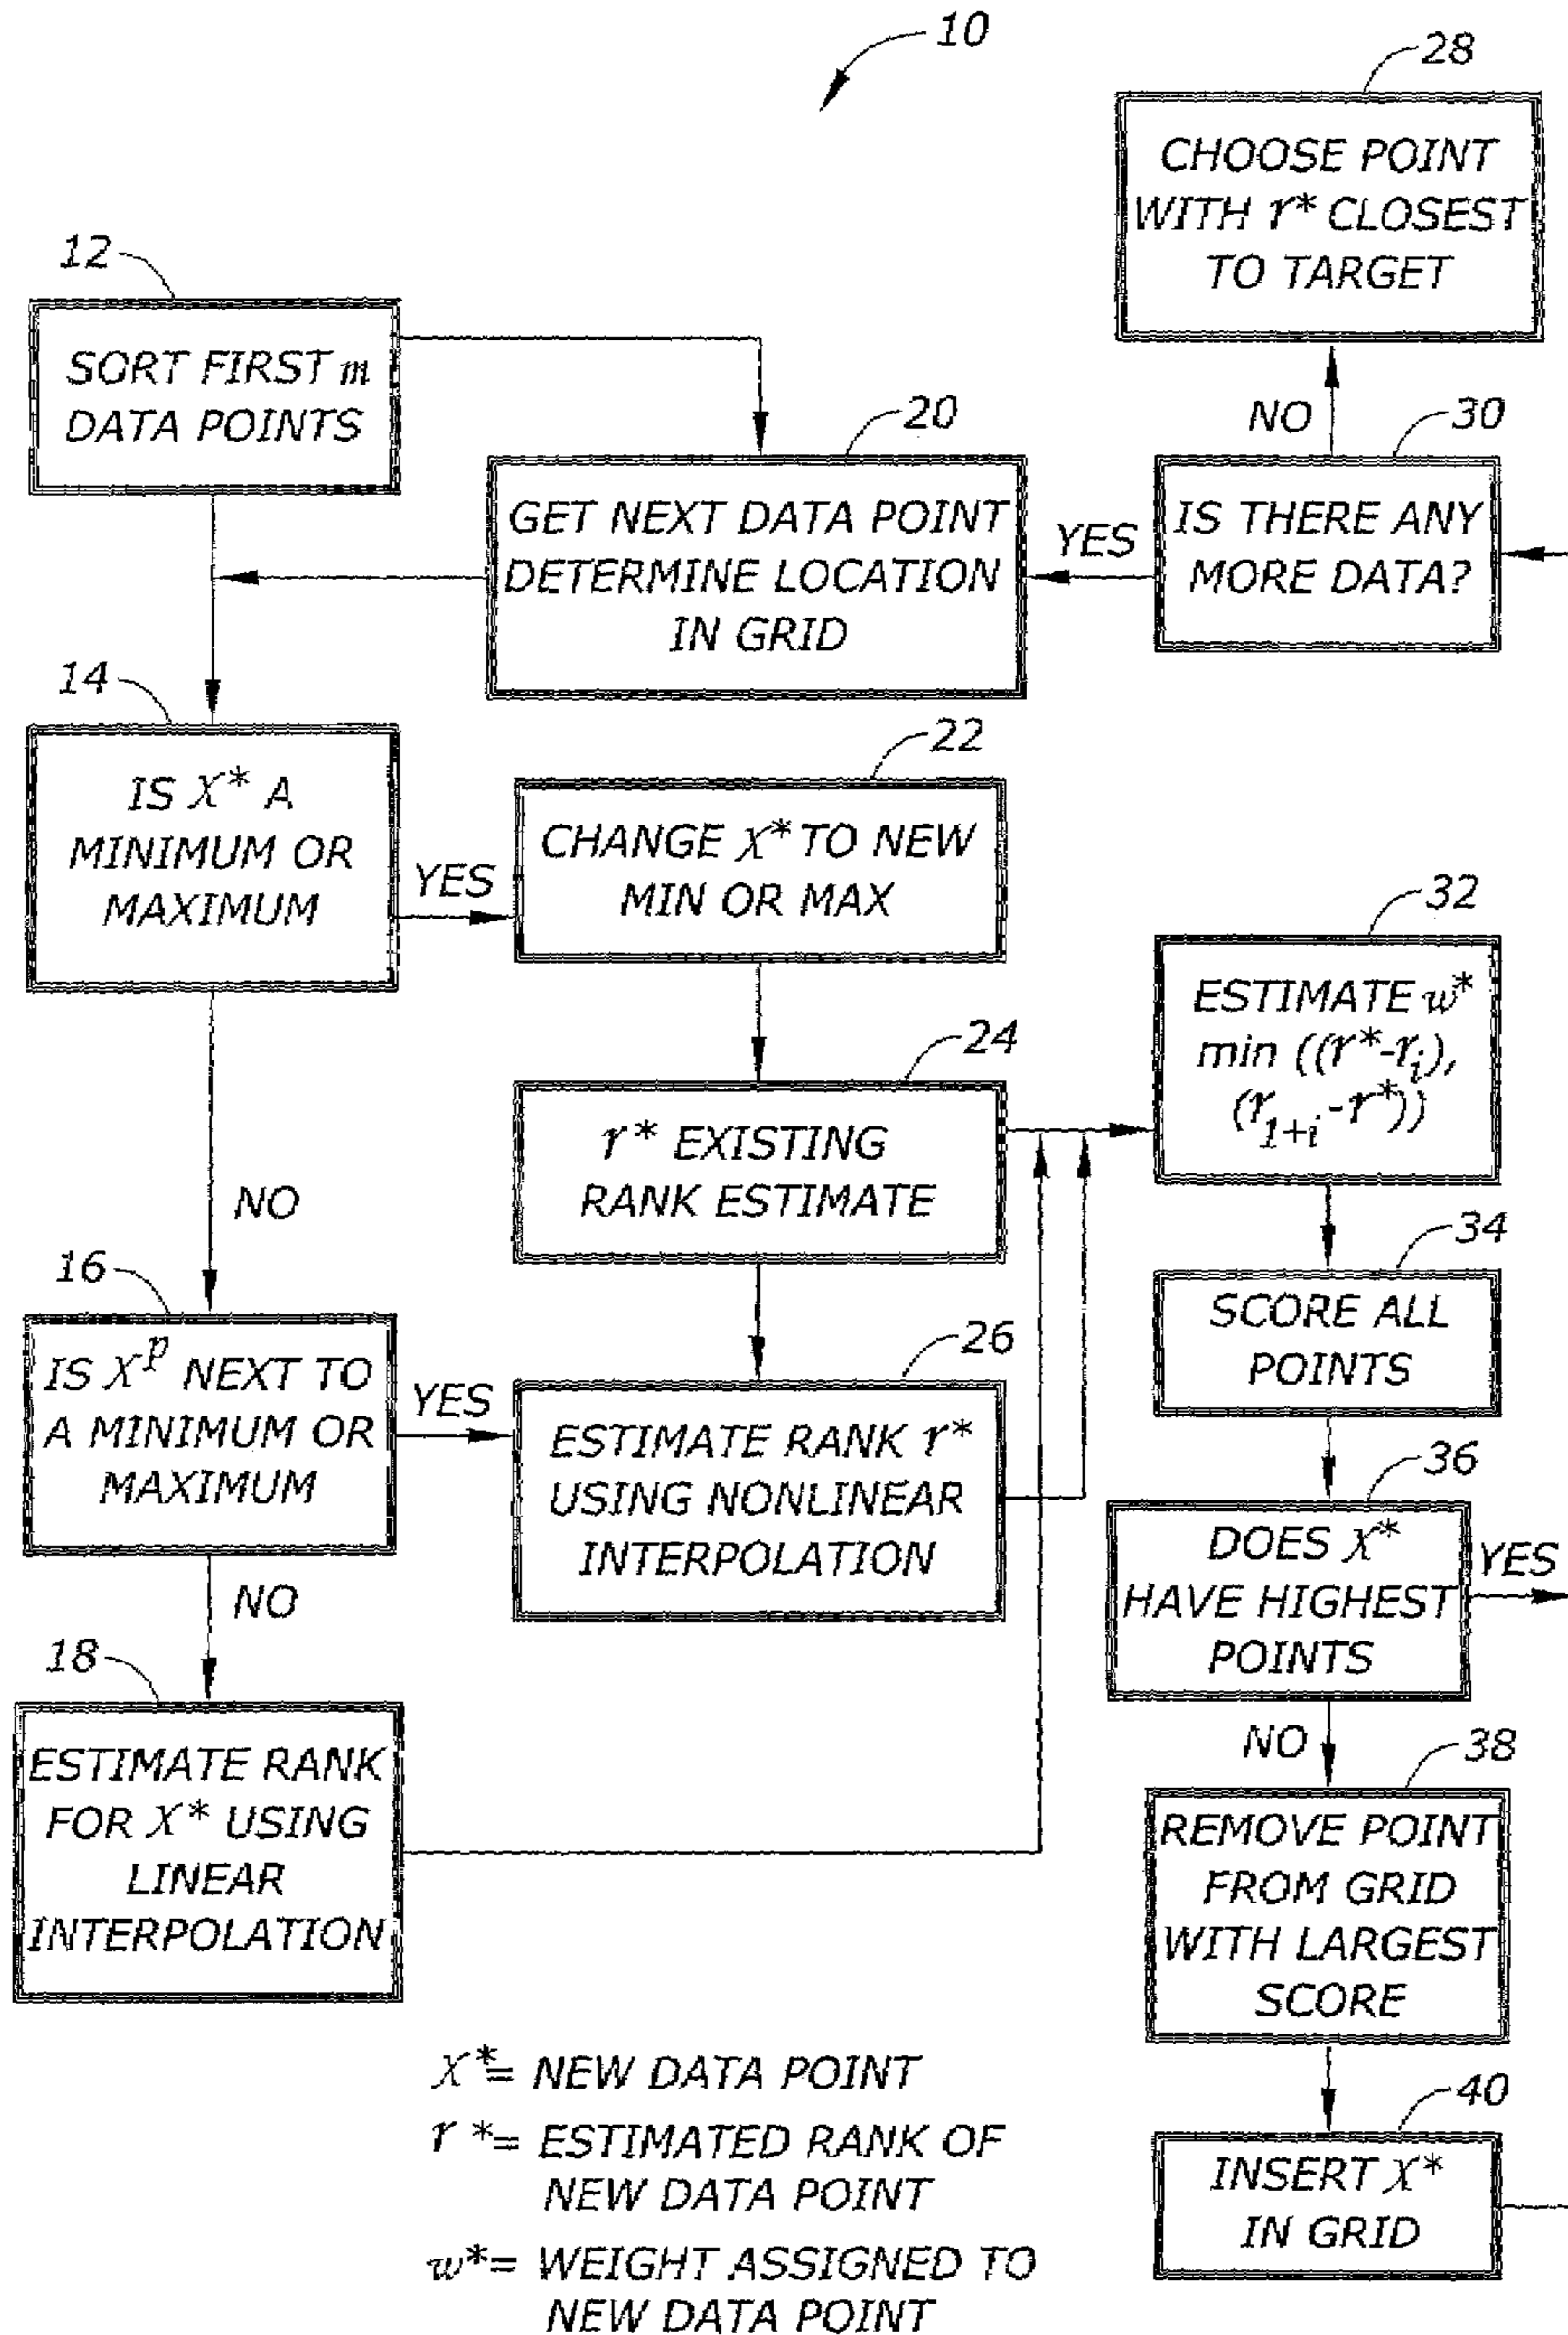 10
28
CHOOSE POINT
WITH r* CLOSEST
TO TARGET
12
SORT FIRST m
DATA POINTS
20
GET NEXT DATA POINT
DETERMINE LOCATION
IN GRID
YES
NO
30
IS THERE ANY
MORE DATA?
14
IS X* A
MINIMUM OR
MAXIMUM
YES
NO
22
CHANGE X* TO NEW
MIN OR MAX
24
r* EXISTING
RANK ESTIMATE
32
ESTIMATE w*
min ((r*-r_i),
(r_{1+i}-r*))
34
SCORE ALL
POINTS
16
IS X^p NEXT TO
A MINIMUM OR
MAXIMUM
YES
NO
26
ESTIMATE RANK r*
USING NONLINEAR
INTERPOLATION
36
DOES X*
HAVE HIGHEST
POINTS
YES
NO
18
ESTIMATE RANK
FOR X* USING
LINEAR
INTERPOLATION
38
REMOVE POINT
FROM GRID
WITH LARGEST
SCORE
40
INSERT X*
IN GRID
X*= NEW DATA POINT
r*= ESTIMATED RANK OF
NEW DATA POINT
w*= WEIGHT ASSIGNED TO
NEW DATA POINT